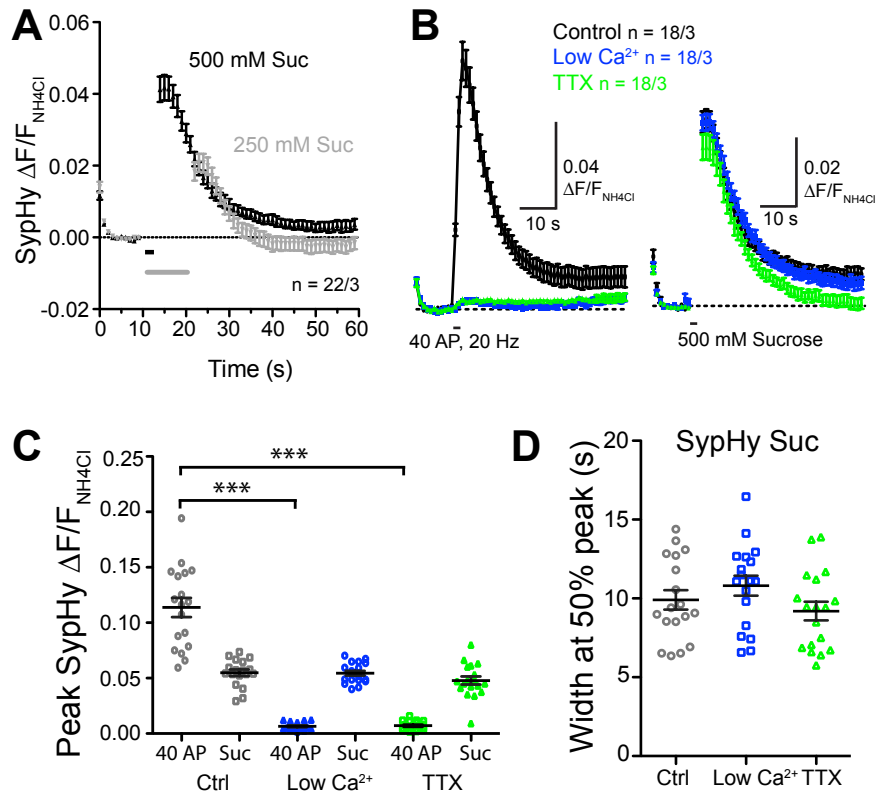 A
SypHy ΔF/F_NH4Cl
0.06
0.04
0.02
0.00
-0.02
500 mM Suc
250 mM Suc
n = 22/3
0 10 20 30 40 50 60
Time (s)
B
Control n = 18/3
Low Ca²⁺ n = 18/3
TTX n = 18/3
0.04
ΔF/F_NH4Cl
10 s
40 AP, 20 Hz
0.02
ΔF/F_NH4Cl
10 s
500 mM Sucrose
C
Peak SypHy ΔF/F_NH4Cl
0.25
0.20
0.15
0.10
0.05
0.00
***
***
40 AP Suc 40 AP Suc 40 AP Suc
Ctrl Low Ca²⁺ TTX
D
SypHy Suc
Width at 50% peak (s)
20
15
10
5
0
Ctrl Low Ca²⁺ TTX